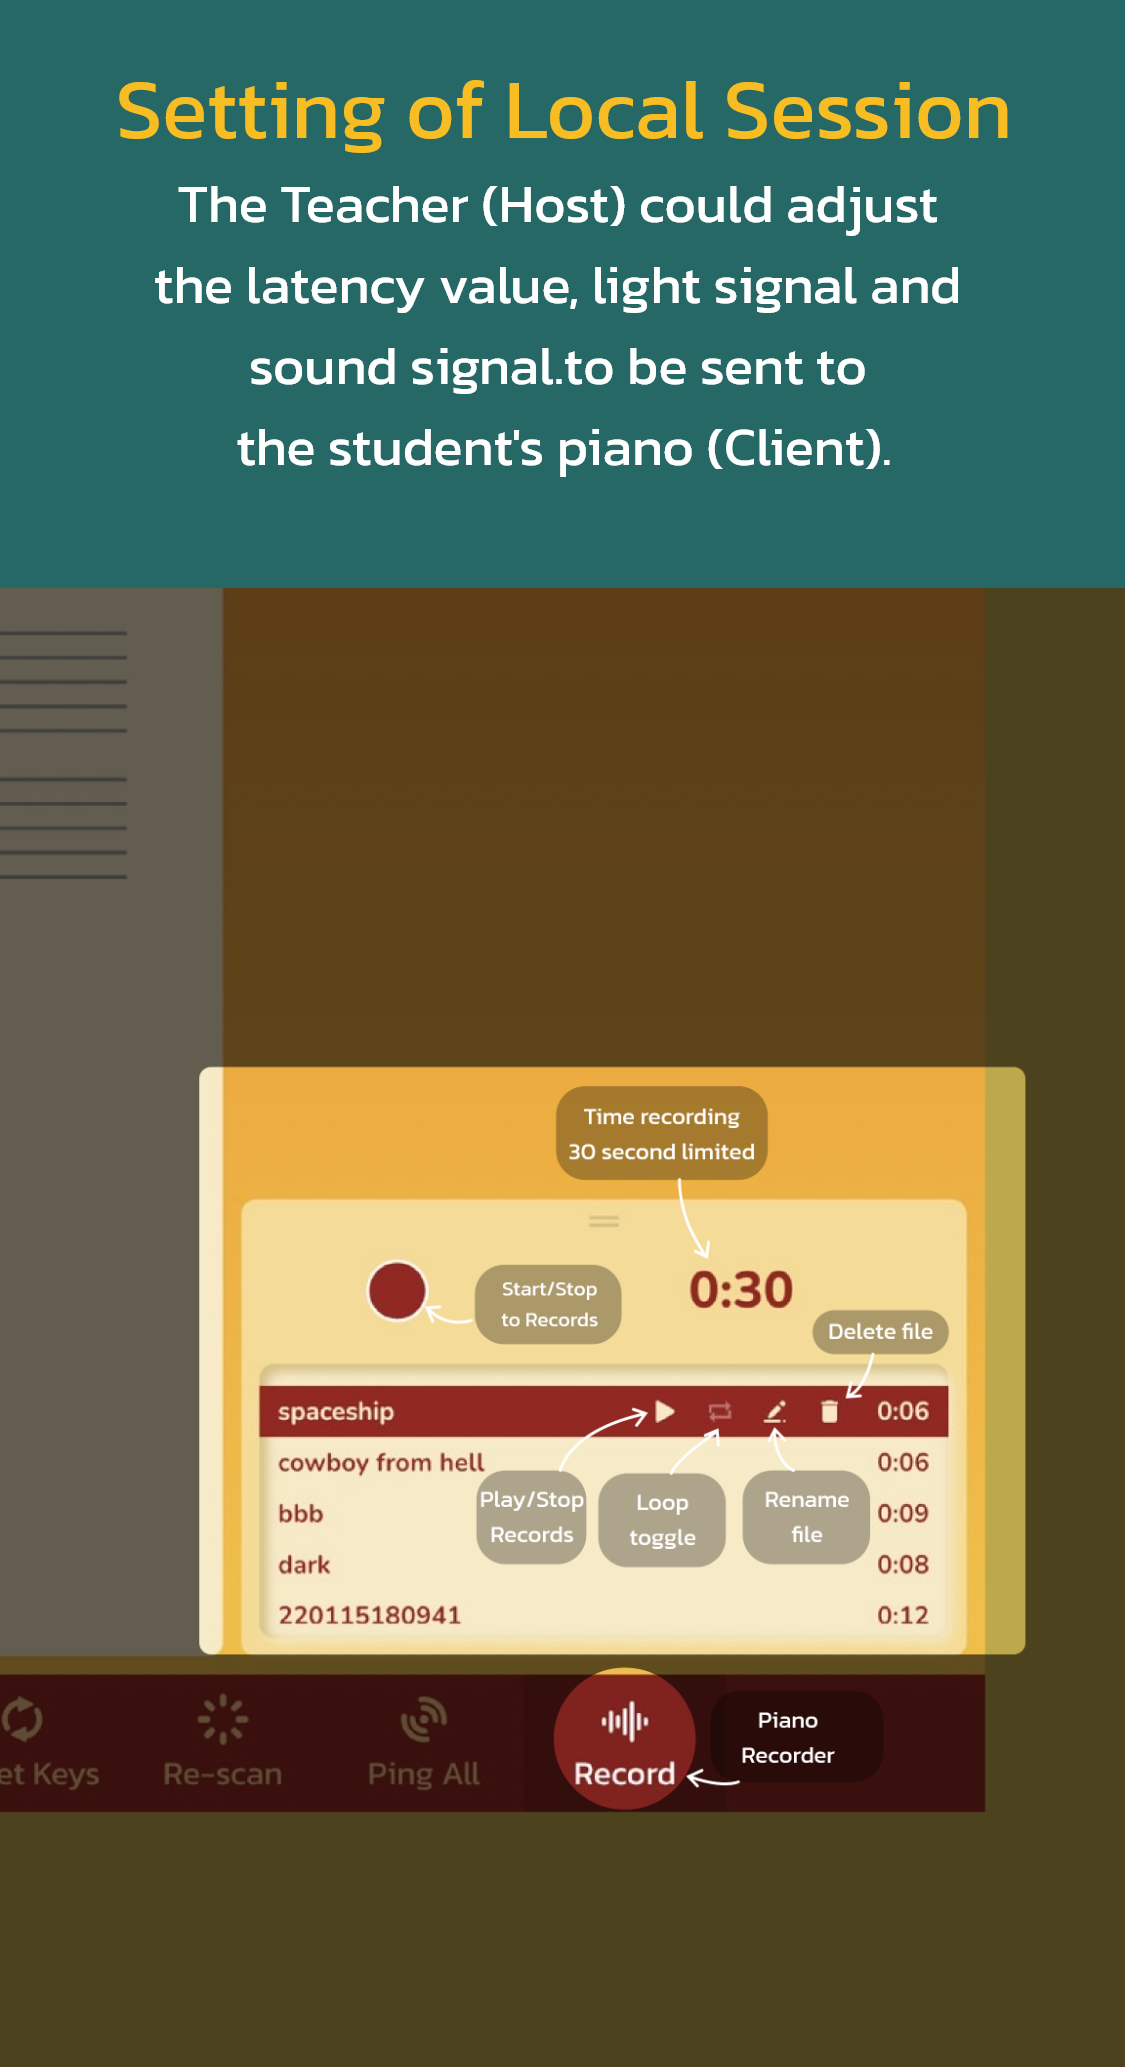 Setting of Local Session
The Teacher (Host) could adjust
the latency value, light signal and
sound signal.to be sent to
the student's piano (Client).
Time recording
30 second limited
Start/Stop
to Records
0:30
Delete file
spaceship 0:06
cowboy from hell 0:06
Play/Stop
Records
Loop
toggle
Rename
file
bbb 0:09
dark 0:08
220115180941 0:12
et Keys
Re-scan
Ping All
Record
Piano
Recorder